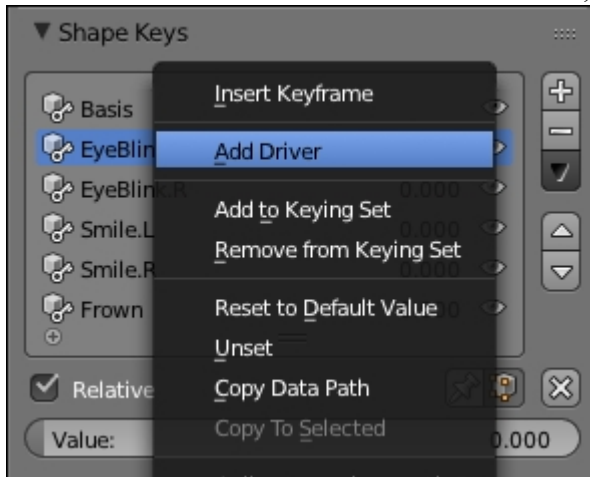 Shape Keys
Basis
EyeBlin
EyeBlink.R 0.000
Smile.L 0.000
Smile.R 0.000
Frown
Insert Keyframe
Add Driver
Add to Keying Set
Remove from Keying Set
Reset to Default Value
Unset
Copy Data Path
Copy To Selected
Relative
Value: 0.000